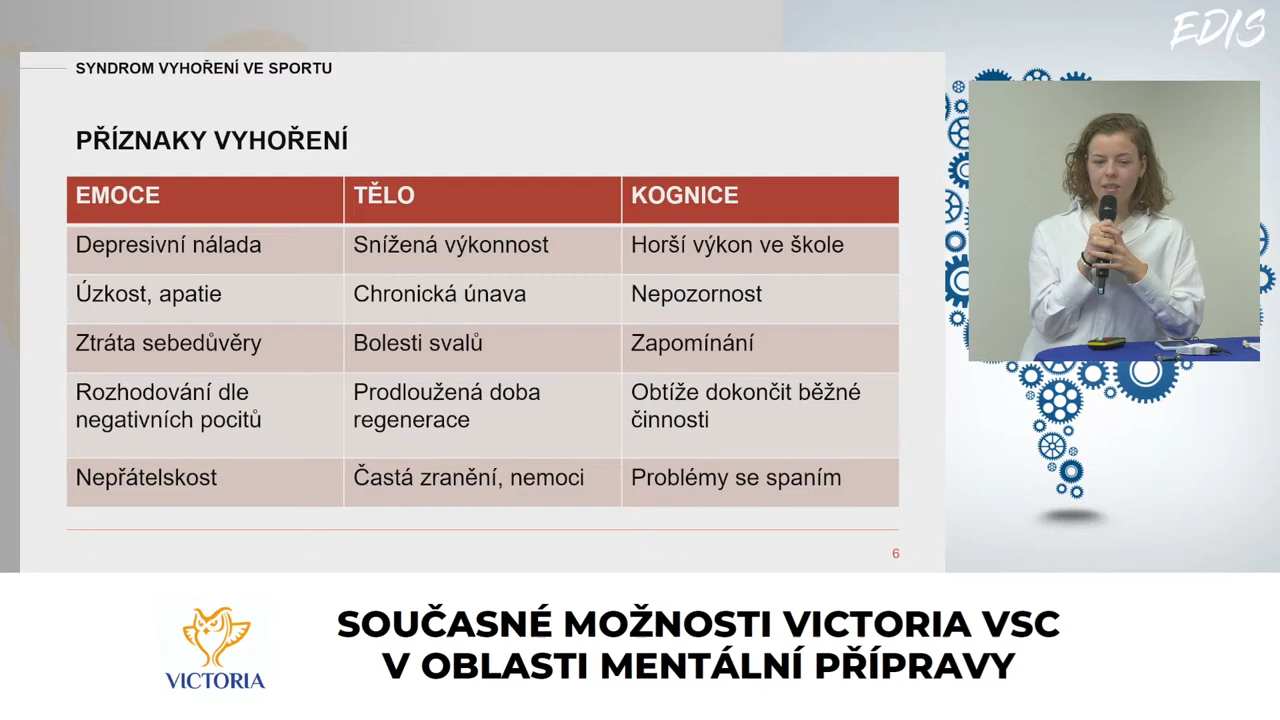 EDIS
SYNDROM VYHOŘENÍ VE SPORTU
PŘÍZNAKY VYHOŘENÍ
EMOCE TĚLO KOGNICE
Depresivní nálada Snížená výkonnost Horší výkon ve škole
Úzkost, apatie Chronická únava Nepozornost
Ztráta sebedůvěry Bolesti svalů Zapomínání
Rozhodování dle Prodloužená doba Obtíže dokončit běžné
negativních pocitů regenerace činnosti
Nepřátelskost Častá zranění, nemoci Problémy se spaním
6
VICTORIA
SOUČASNÉ MOŽNOSTI VICTORIA VSC
V OBLASTI MENTÁLNÍ PŘÍPRAVY